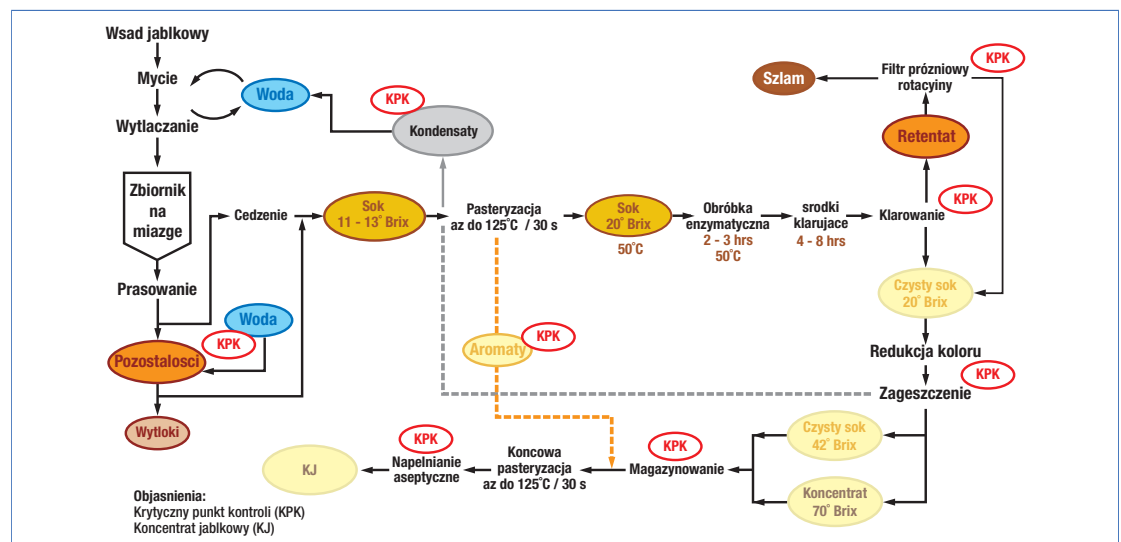 Wsad jablkowy
Mycie
Woda
Wytlaczanie
KPK
Kondensaty
Zbiornik
na
miazge
Prasowanie
Cedzenie
Sok
11 - 13° Brix
Pasteryzacja
az do 125°C / 30 s
Sok
20° Brix
50°C
Obróbka
enzymatyczna
2 - 3 hrs
50°C
srodki
klarujace
4 - 8 hrs
Klarowanie
KPK
Retentat
Filtr prózniowy
rotacyiny
KPK
Szlam
Czysty sok
20° Brix
Redukcja koloru
Zageszczenie
KPK
Woda
KPK
Pozostalosci
Wytloki
Aromaty
KPK
Czysty sok
42° Brix
Koncentrat
70° Brix
KPK
Magazynowanie
Koncowa
pasteryzacja
az do 125°C / 30 s
KPK
Napelnianie
aseptyczne
KJ
Objasnienia:
Krytyczny punkt kontroli (KPK)
Koncentrat jablkowy (KJ)